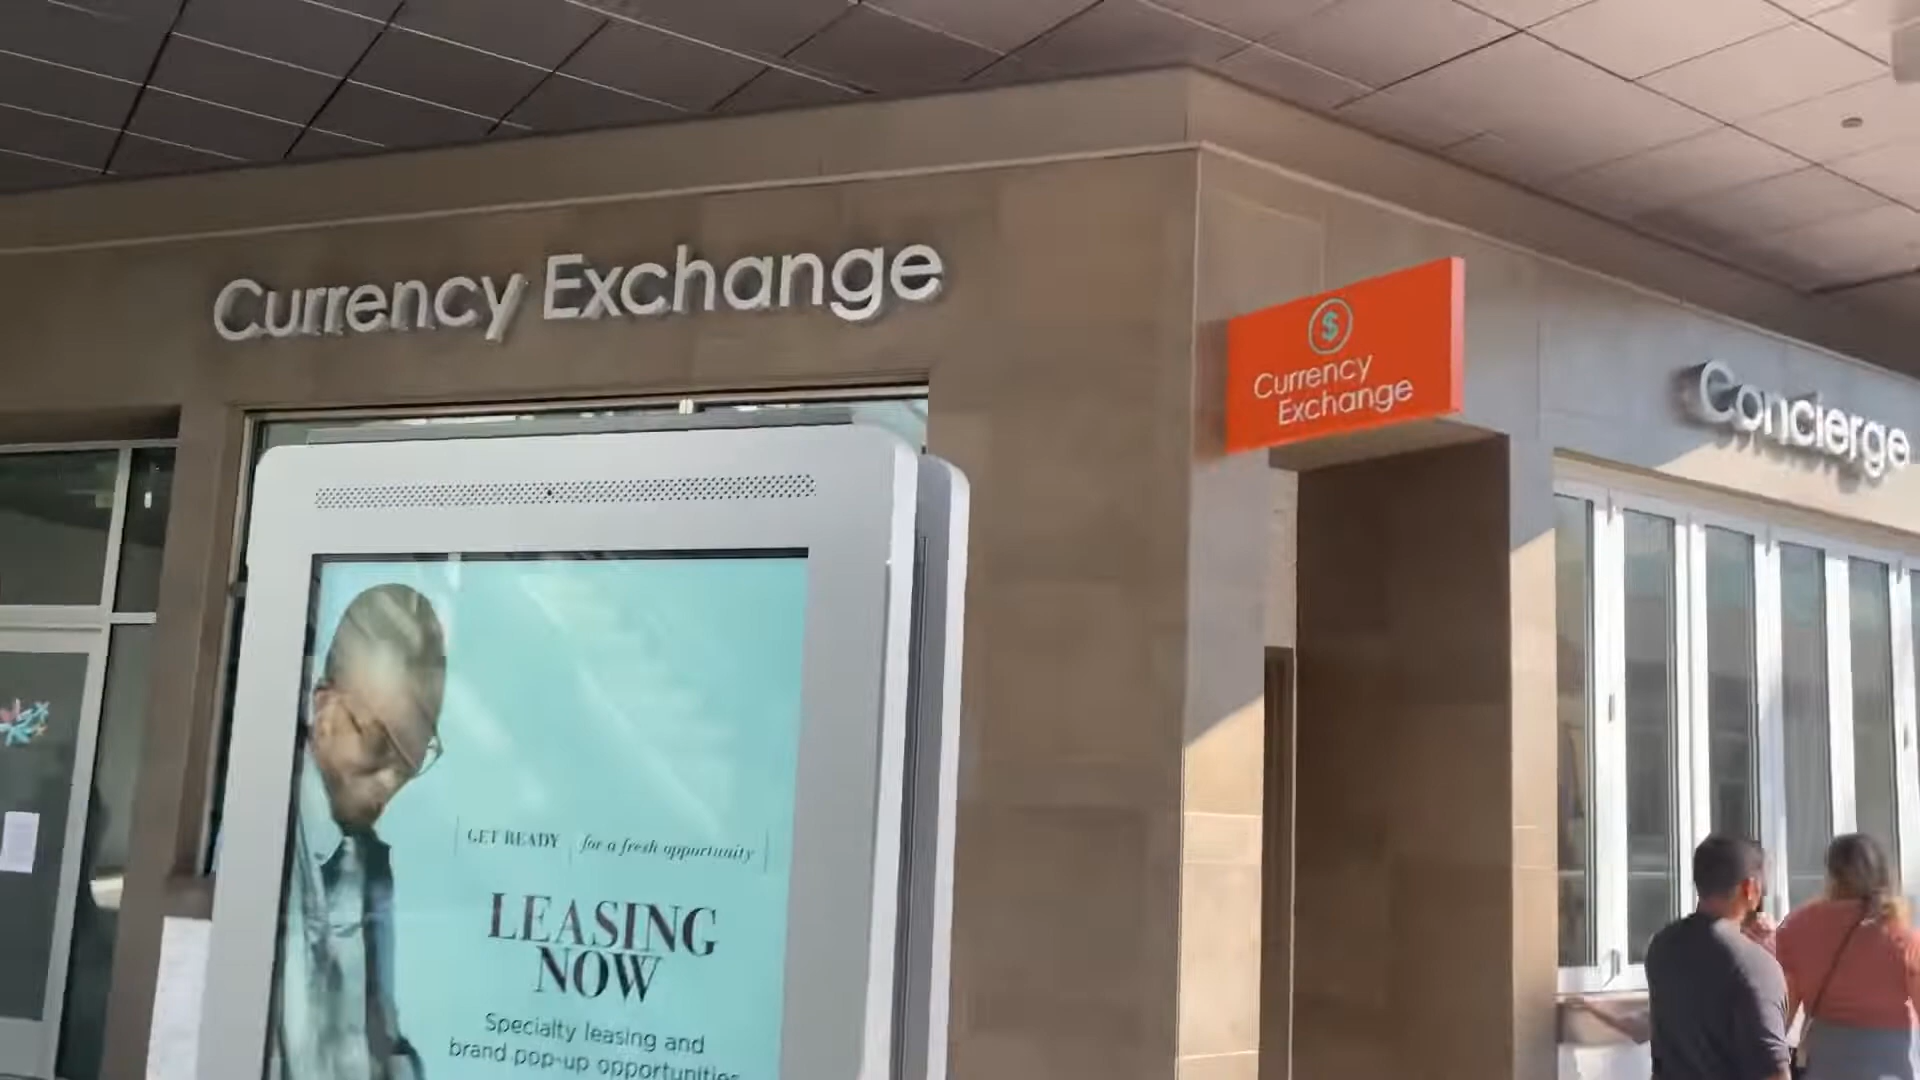 Currency Exchange
$
Currency
Exchange
Concierge
GET READY for a fresh opportunity
LEASING
NOW
Specialty leasing and
brand pop-up opportunities